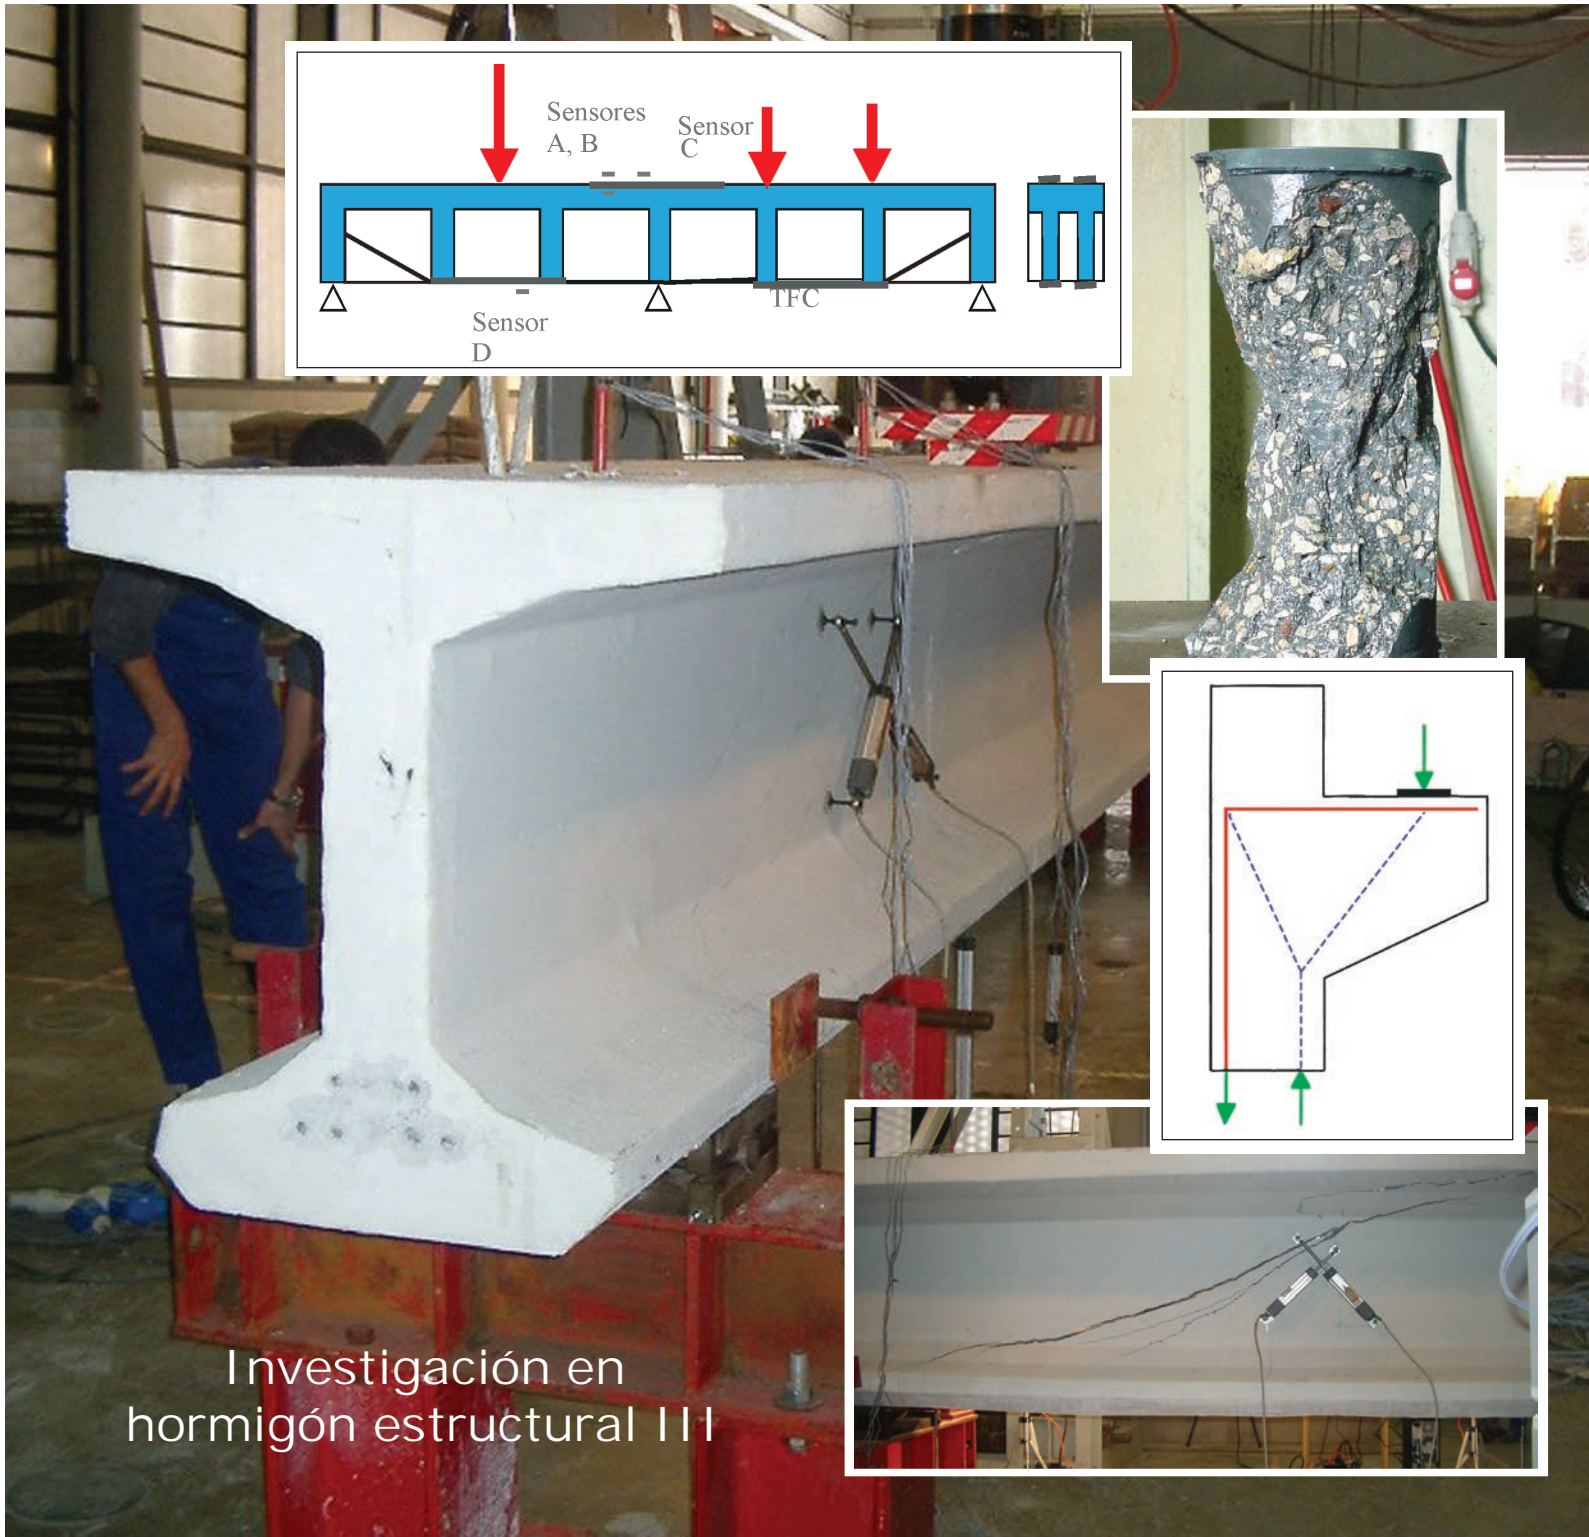 Sensores
A, B
Sensor
C
TFC
Sensor
D
Investigación en
hormigón estructural III